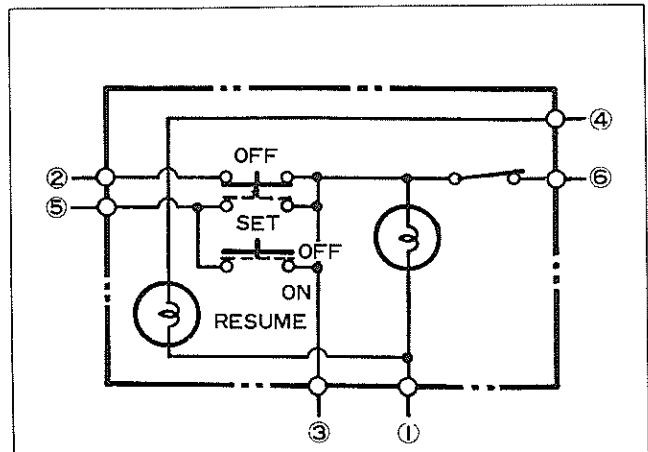 ④
OFF
② ⑥
⑤
SET
OFF
ON
RESUME
③ ①